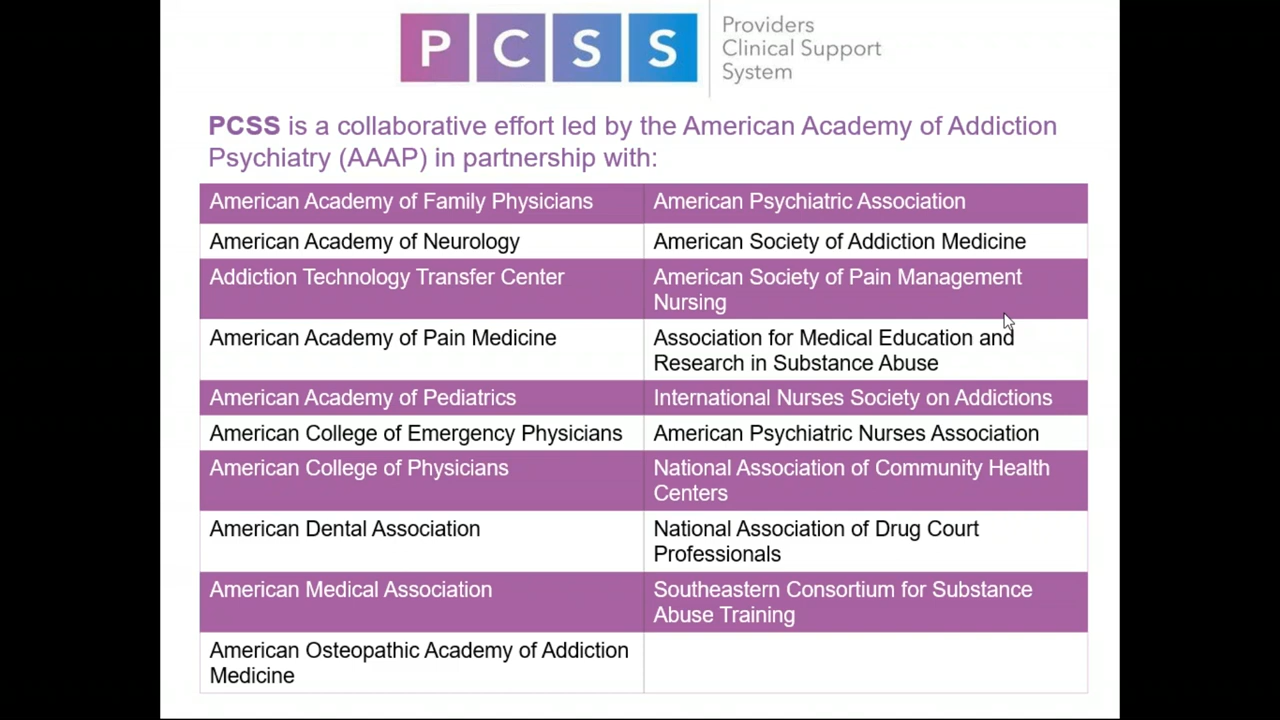 PCSS
Providers
Clinical Support
System
PCSS is a collaborative effort led by the American Academy of Addiction
Psychiatry (AAAP) in partnership with:
American Academy of Family Physicians
American Psychiatric Association
American Academy of Neurology
American Society of Addiction Medicine
Addiction Technology Transfer Center
American Society of Pain Management
Nursing
American Academy of Pain Medicine
Association for Medical Education and
Research in Substance Abuse
American Academy of Pediatrics
International Nurses Society on Addictions
American College of Emergency Physicians
American Psychiatric Nurses Association
American College of Physicians
National Association of Community Health
Centers
American Dental Association
National Association of Drug Court
Professionals
American Medical Association
Southeastern Consortium for Substance
Abuse Training
American Osteopathic Academy of Addiction
Medicine